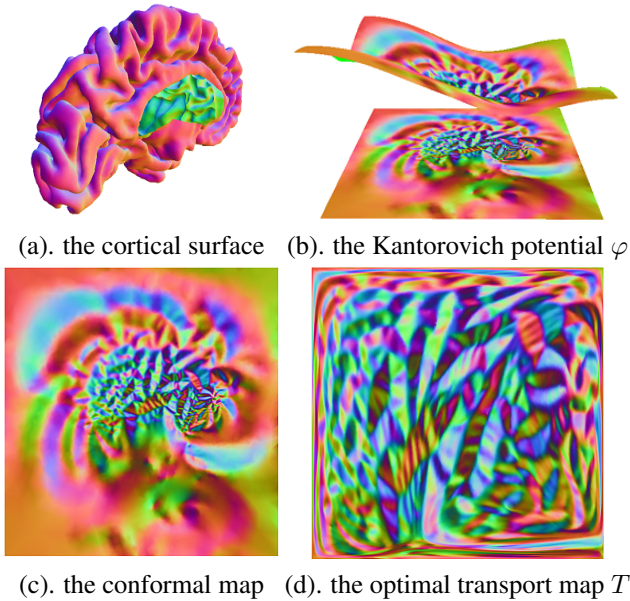 (a). the cortical surface
(b). the Kantorovich potential φ
(c). the conformal map
(d). the optimal transport map T